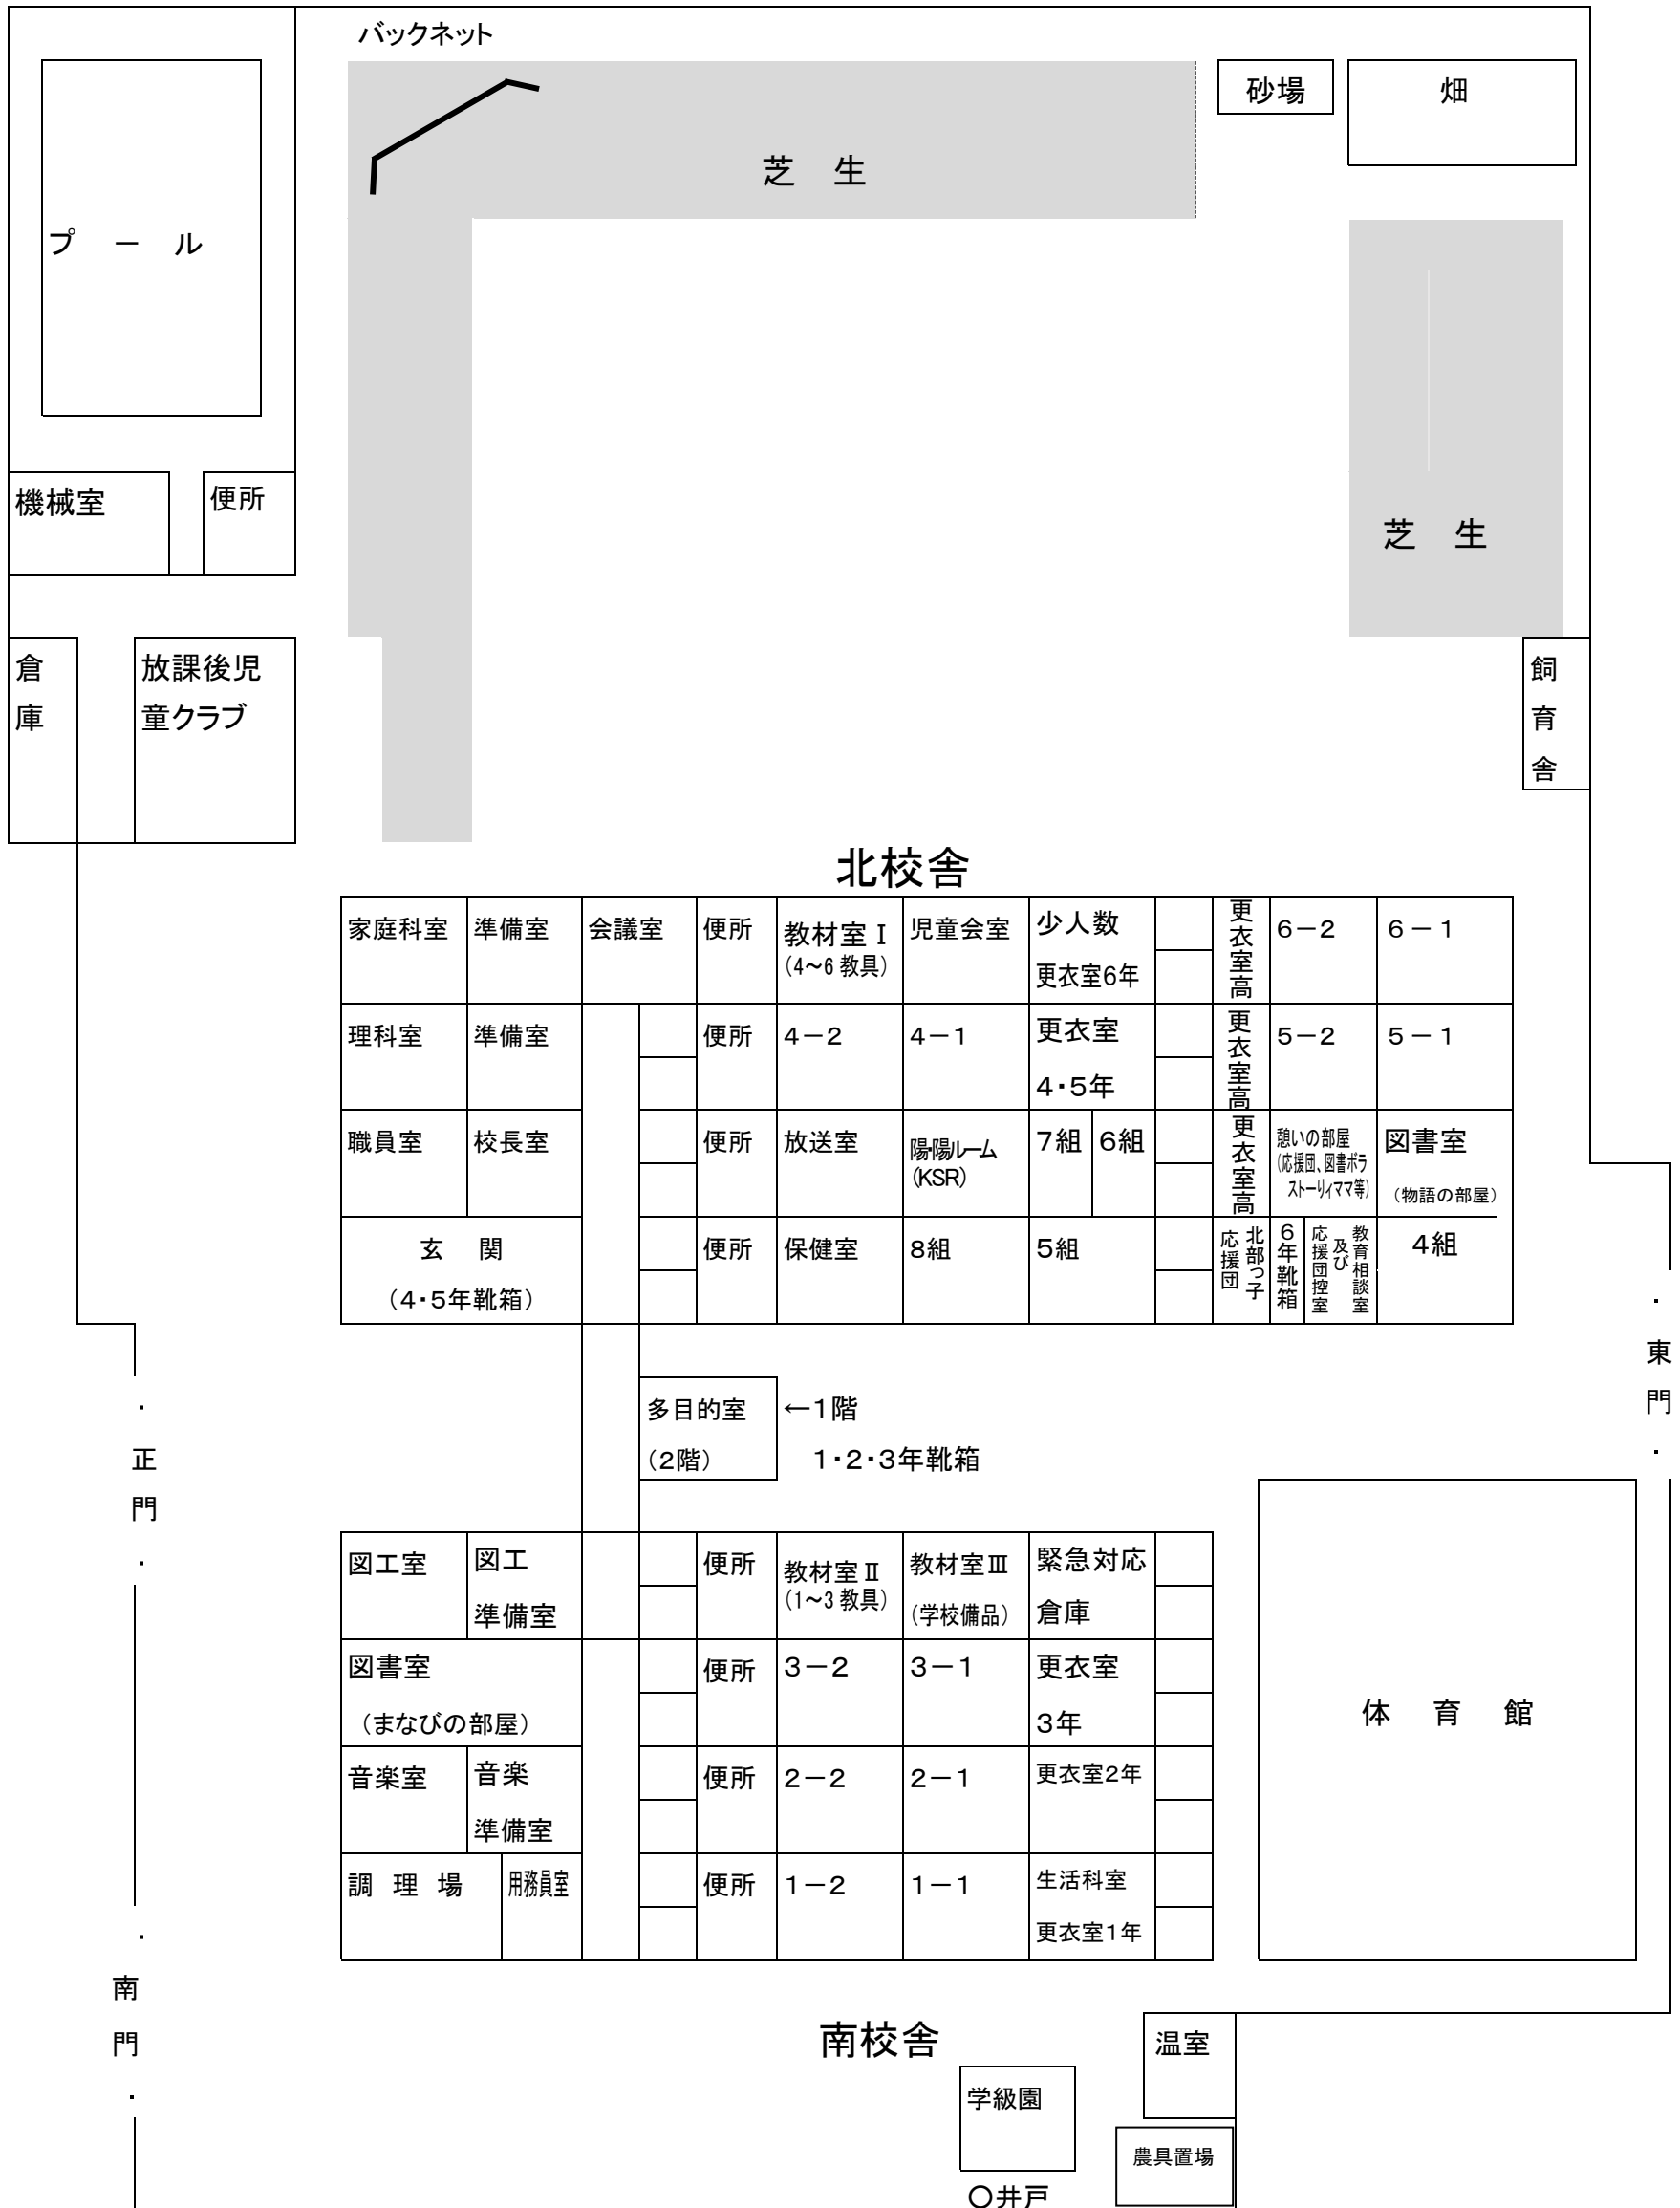 バックネット
砂場
畑
芝　生
プ　ー　ル
機械室
便所
芝　生
倉
庫
放課後児
童クラブ
飼
育
舎
北校舎
家庭科室
準備室
会議室
便所
教材室Ⅰ
（4～6 教具）
児童会室
少人数
更衣室6年
更衣室高
６－２
６－１
理科室
準備室
便所
４－２
４－１
更衣室
４・５年
更衣室高
５－２
５－１
職員室
校長室
便所
放送室
陽・陽ルーム
（KSR）
７組
６組
更衣室高
憩いの部屋
（応援団、図書ボラ
ストーリィママ等）
図書室
（物語の部屋）
玄　関
（４・５年靴箱）
便所
保健室
８組
５組
北部っ子
応援団
６年靴箱
教育相談室
及び
応援団控室
４組
・
東
門
・
多目的室
（２階）
←１階
１・２・３年靴箱
・
正
門
・
図工室
図工
準備室
便所
教材室Ⅱ
（1～3 教具）
教材室Ⅲ
（学校備品）
緊急対応
倉庫
図書室
（まなびの部屋）
便所
３－２
３－１
更衣室
３年
体　育　館
音楽室
音楽
準備室
便所
２－２
２－１
更衣室２年
調　理　場
用務員室
便所
１－２
１－１
生活科室
更衣室１年
・
南
門
・
南校舎
温室
学級園
農具置場
〇井戸